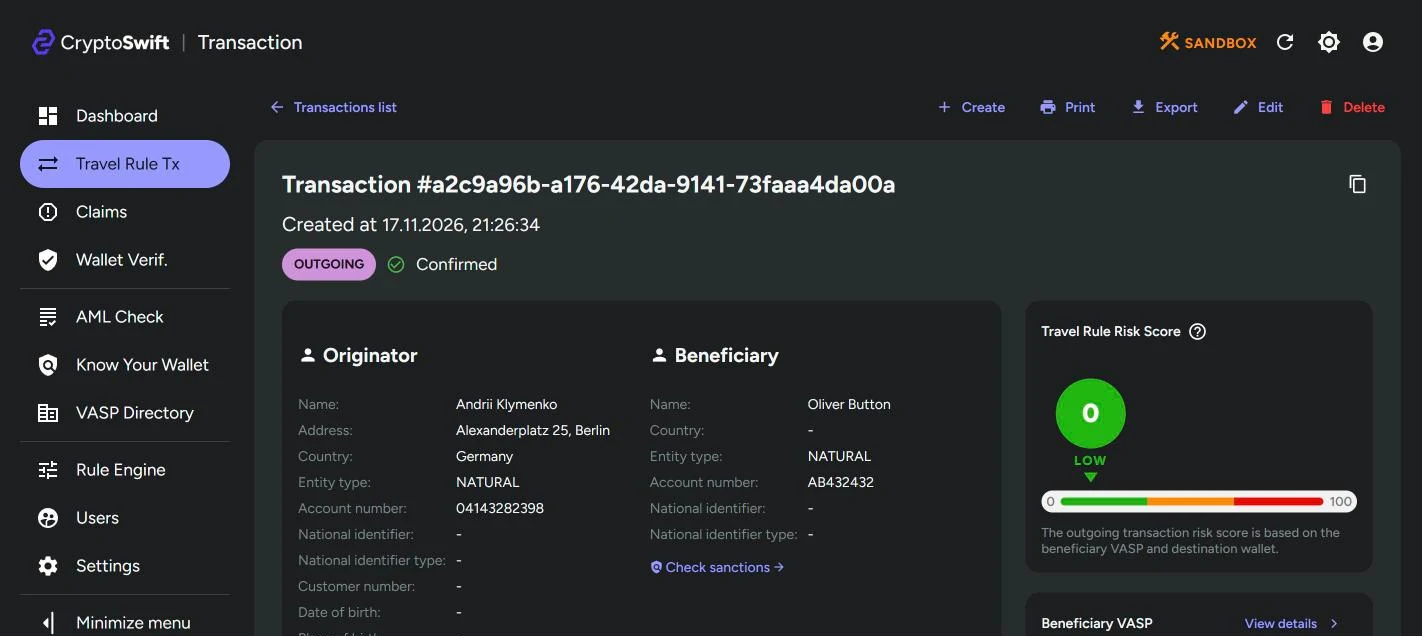 CryptoSwift | Transaction
SANDBOX
Dashboard
Travel Rule Tx
Claims
Wallet Verif.
AML Check
Know Your Wallet
VASP Directory
Rule Engine
Users
Settings
Minimize menu
Transactions list
Create
Print
Export
Edit
Delete
Transaction #a2c9a96b-a176-42da-9141-73faaa4da00a
Created at 17.11.2026, 21:26:34
OUTGOING Confirmed
Originator
Name: Andrii Klymenko
Address: Alexanderplatz 25, Berlin
Country: Germany
Entity type: NATURAL
Account number: 04143282398
National identifier: -
National identifier type: -
Customer number: -
Date of birth: -
Beneficiary
Name: Oliver Button
Country: -
Entity type: NATURAL
Account number: AB432432
National identifier: -
National identifier type: -
Check sanctions
Travel Rule Risk Score ?
0
LOW
0 100
The outgoing transaction risk score is based on the
beneficiary VASP and destination wallet.
Beneficiary VASP View details